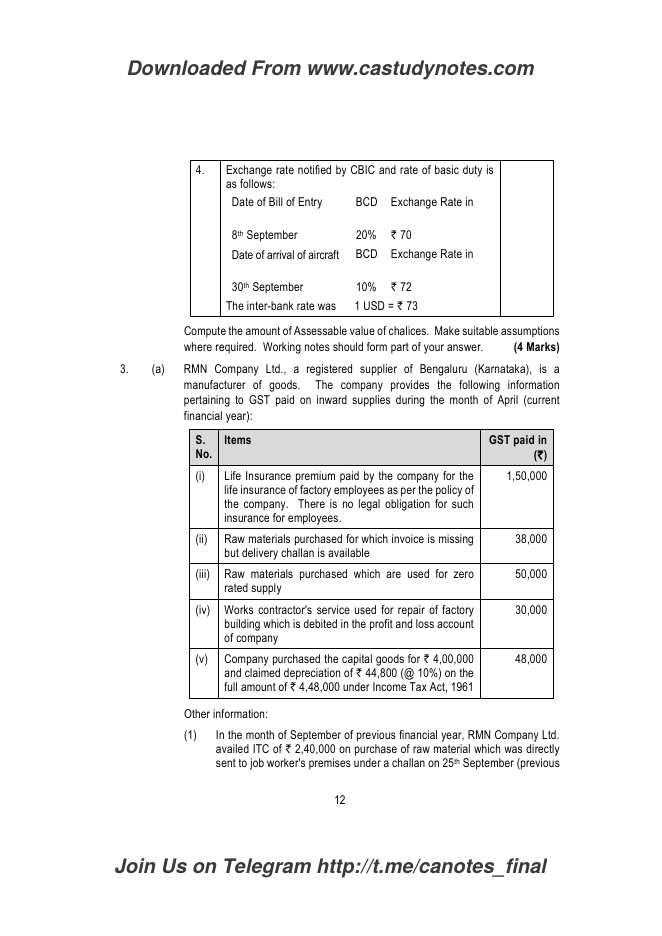 Downloaded From www.castudynotes.com
4. Exchange rate notified by CBIC and rate of basic duty is
as follows:
Date of Bill of Entry BCD Exchange Rate in
8th September 20% ₹ 70
Date of arrival of aircraft BCD Exchange Rate in
30th September 10% ₹ 72
The inter-bank rate was 1 USD = ₹ 73
Compute the amount of Assessable value of chalices. Make suitable assumptions
where required. Working notes should form part of your answer. (4 Marks)
3. (a) RMN Company Ltd., a registered supplier of Bengaluru (Karnataka), is a
manufacturer of goods. The company provides the following information
pertaining to GST paid on inward supplies during the month of April (current
financial year):
S. Items GST paid in
No. (₹)
(i) Life Insurance premium paid by the company for the 1,50,000
life insurance of factory employees as per the policy of
the company. There is no legal obligation for such
insurance for employees.
(ii) Raw materials purchased for which invoice is missing 38,000
but delivery challan is available
(iii) Raw materials purchased which are used for zero 50,000
rated supply
(iv) Works contractor's service used for repair of factory 30,000
building which is debited in the profit and loss account
of company
(v) Company purchased the capital goods for ₹ 4,00,000 48,000
and claimed depreciation of ₹ 44,800 (@ 10%) on the
full amount of ₹ 4,48,000 under Income Tax Act, 1961
Other information:
(1) In the month of September of previous financial year, RMN Company Ltd.
availed ITC of ₹ 2,40,000 on purchase of raw material which was directly
sent to job worker's premises under a challan on 25th September (previous
12
Join Us on Telegram http://t.me/canotes_final